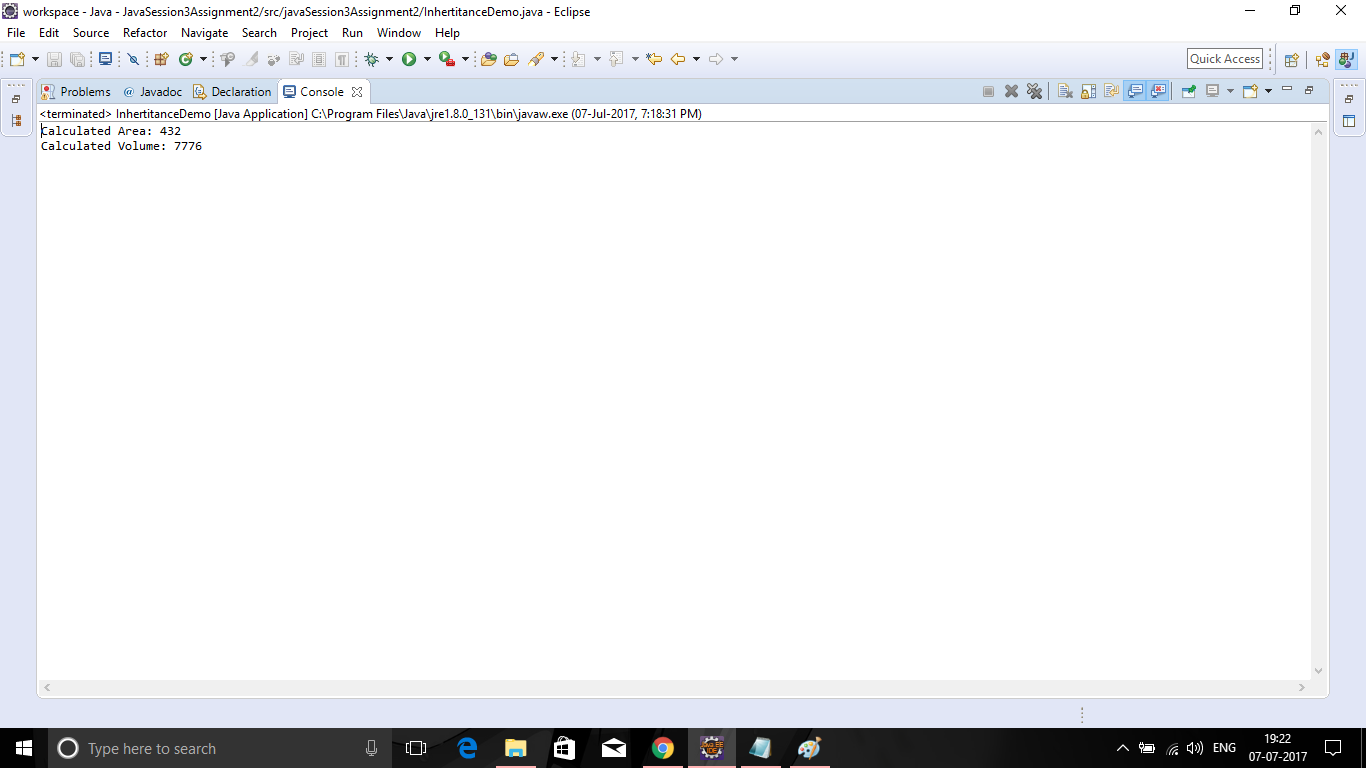 workspace - Java - JavaSession3Assignment2/src/javaSession3Assignment2/InhertitanceDemo.java - Eclipse
File Edit Source Refactor Navigate Search Project Run Window Help
Quick Access
Problems @ Javadoc Declaration Console
<terminated> InhertitanceDemo [Java Application] C:\Program Files\Java\jre1.8.0_131\bin\javaw.exe (07-Jul-2017, 7:18:31 PM)
Calculated Area: 432
Calculated Volume: 7776
Type here to search
Java EE
IDE
ENG
19:22
07-07-2017